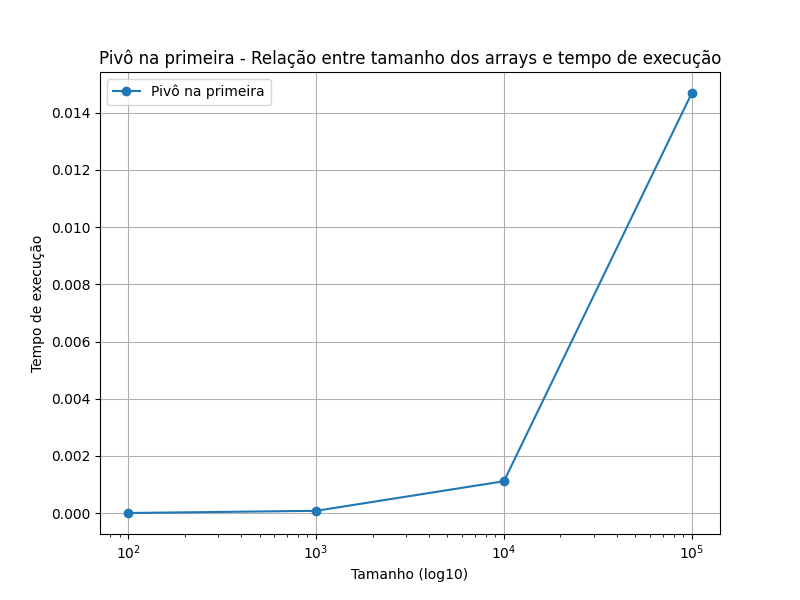 Pivô na primeira - Relação entre tamanho dos arrays e tempo de execução
Pivô na primeira
0.014
0.012
0.010
0.008
0.006
0.004
0.002
0.000
Tempo de execução
10² 10³ 10⁴ 10⁵
Tamanho (log10)